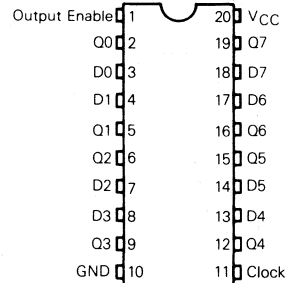 Output Enable 1 20 VCC
Q0 2 19 Q7
D0 3 18 D7
D1 4 17 D6
Q1 5 16 Q6
Q2 6 15 Q5
D2 7 14 D5
D3 8 13 D4
Q3 9 12 Q4
GND 10 11 Clock